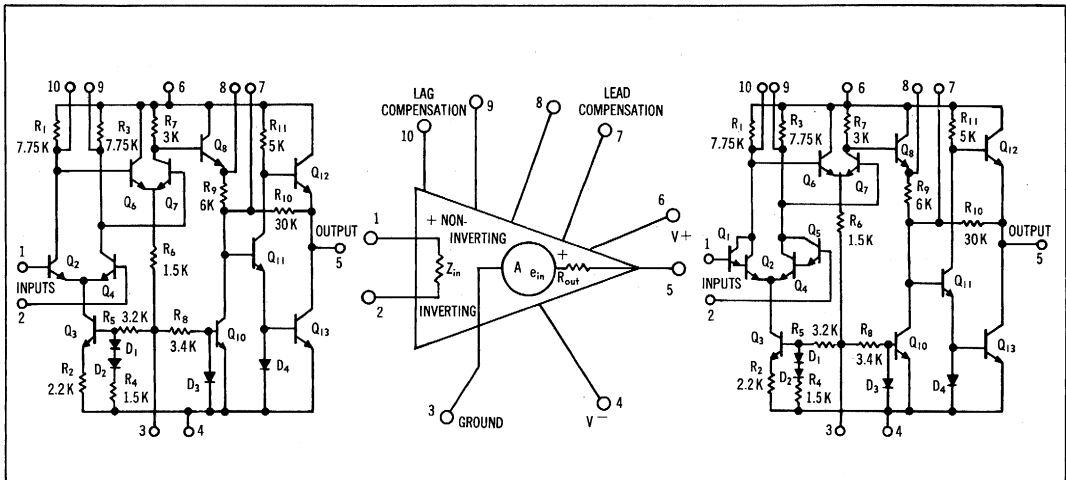 10
9
6
8
7
R1
7.75K
R3
7.75K
R7
3K
Q8
R11
5K
Q12
Q6
Q7
R9
6K
R10
30K
R6
1.5K
OUTPUT
5
1
Q2
Q11
INPUTS
2
Q4
R5
3.2K
R8
Q3
D1
3.4K
Q10
Q13
R2
2.2K
D2
R4
1.5K
D3
D4
3
4
LAG
COMPENSATION
10
9
8
LEAD
COMPENSATION
7
1
+ NON-
INVERTING
6
V+
Zin
A ein
+
Rout
5
2
INVERTING
3
GROUND
4
V−
10
9
6
8
7
R1
7.75K
R3
7.75K
R7
3K
Q8
R11
5K
Q12
Q6
Q7
R9
6K
R10
30K
R6
1.5K
OUTPUT
5
Q1
Q5
1
Q2
Q4
Q11
INPUTS
2
R5
3.2K
R8
Q3
D1
3.4K
Q10
Q13
R2
2.2K
D2
R4
1.5K
D3
D4
3
4